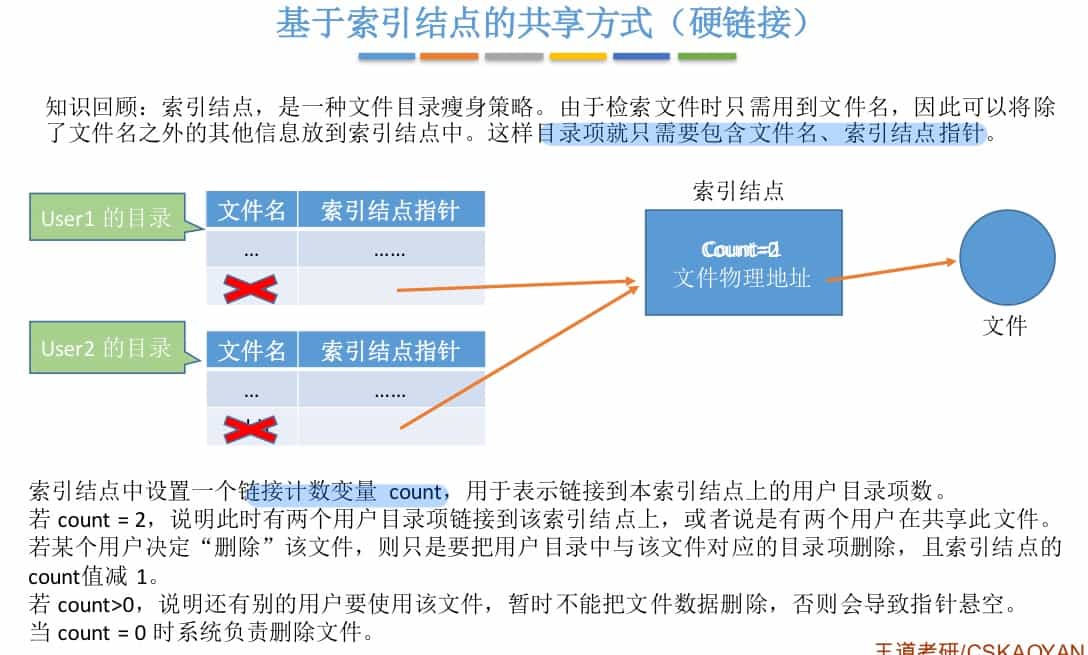 基于索引结点的共享方式（硬链接）
知识回顾：索引结点，是一种文件目录瘦身策略。由于检索文件时只需用到文件名，因此可以将除
了文件名之外的其他信息放到索引结点中。这样目录项就只需要包含文件名、索引结点指针。
索引结点
User1 的目录
文件名 索引结点指针
... ......
文件物理地址
文件
User2 的目录
文件名 索引结点指针
... ......
索引结点中设置一个链接计数变量 count，用于表示链接到本索引结点上的用户目录项数。
若 count = 2，说明此时有两个用户目录项链接到该索引结点上，或者说是有两个用户在共享此文件。
若某个用户决定“删除”该文件，则只是要把用户目录中与该文件对应的目录项删除，且索引结点的
count值减 1。
若 count>0，说明还有别的用户要使用该文件，暂时不能把文件数据删除，否则会导致指针悬空。
当 count = 0 时系统负责删除文件。
王道考研/CSKAOYAN